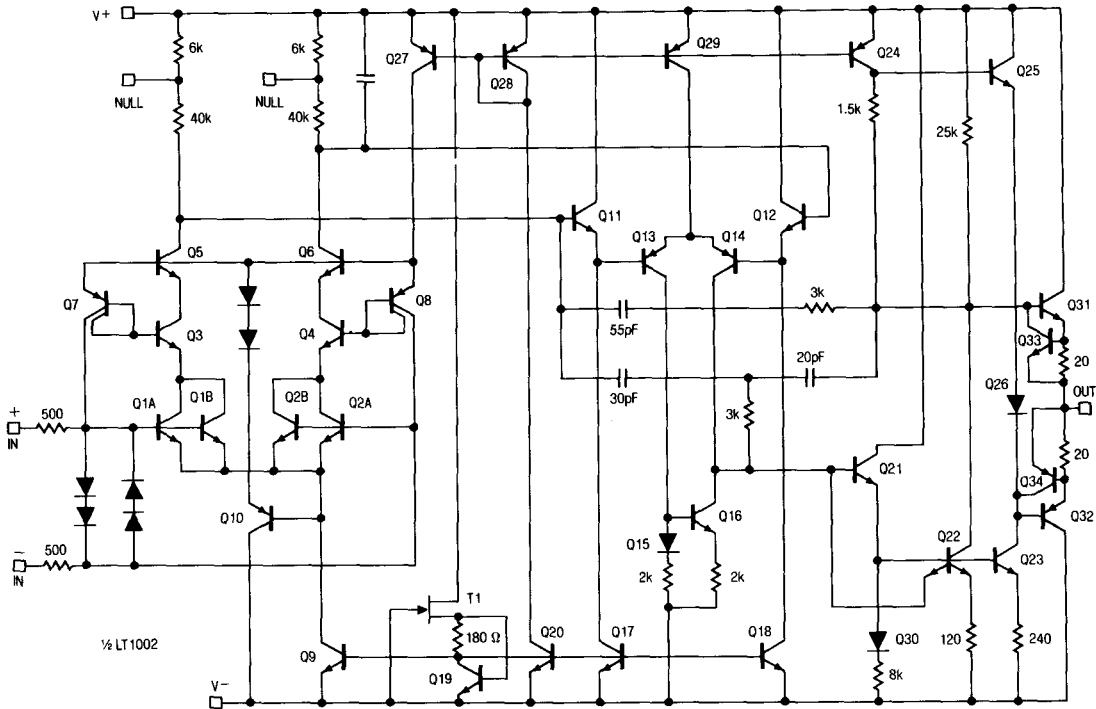 V+
6k
6k
Q27
Q28
Q29
Q24
Q25
NULL
NULL
40k
40k
1.5k
25k
Q11
Q12
Q5
Q6
Q13
Q14
Q7
Q8
3k
Q31
Q3
Q4
55pF
Q33
20
20pF
Q26
OUT
+
IN
500
Q1A
Q1B
Q2B
Q2A
30pF
3k
20
Q21
Q34
Q10
Q16
Q32
–
IN
500
Q15
Q22
Q23
2k
2k
T1
½ LT1002
180 Ω
Q9
Q20
Q17
Q18
Q30
120
240
Q19
8k
V–